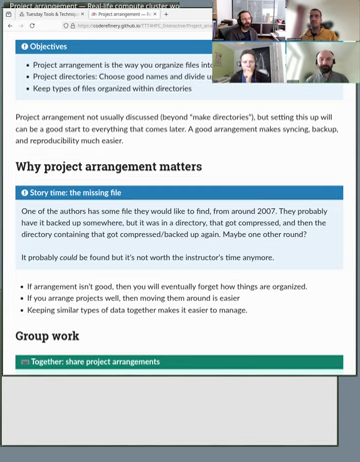 Project arrangement — Real-life compute cluster wo
Tuesday Tools & Techniqu
Project arrangement — Re
coderefinery.github.io/TTT4HPC_
Objectives
Project arrangement is the way you organize files into
Project directories: Choose good names and divide u
Keep types of files organized within directories
Project arrangement not usually discussed (beyond "make directories"), but setting this up will
can be a good start to everything that comes later. A good arrangement makes syncing, backup,
and reproducibility much easier.
Why project arrangement matters
Story time: the missing file
One of the authors has some file they would like to find, from around 2007. They probably
have it backed up somewhere, but it was in a directory, that got compressed, and then the
directory containing that got compressed/backed up again. Maybe one other round?
It probably could be found but it's not worth the instructor's time anymore.
If arrangement isn't good, then you will eventually forget how things are organized.
If you arrange projects well, then moving them around is easier
Keeping similar types of data together makes it easier to manage.
Group work
Together: share project arrangements